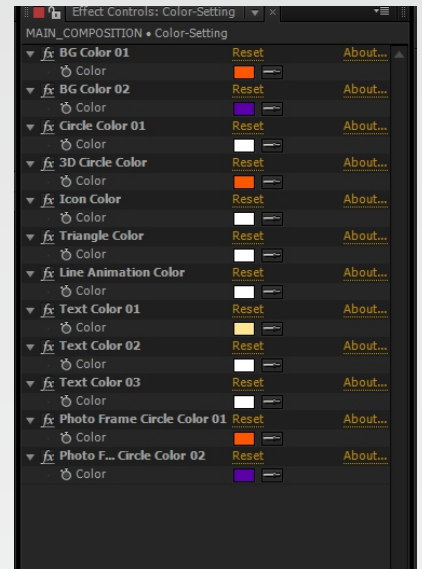 Effect Controls: Color-Setting
MAIN_COMPOSITION • Color-Setting
fx BG Color 01 Reset About...
Color
fx BG Color 02 Reset About...
Color
fx Circle Color 01 Reset About...
Color
fx 3D Circle Color Reset About...
Color
fx Icon Color Reset About...
Color
fx Triangle Color Reset About...
Color
fx Line Animation Color Reset About...
Color
fx Text Color 01 Reset About...
Color
fx Text Color 02 Reset About...
Color
fx Text Color 03 Reset About...
Color
fx Photo Frame Circle Color 01 Reset About...
Color
fx Photo F... Circle Color 02 Reset About...
Color